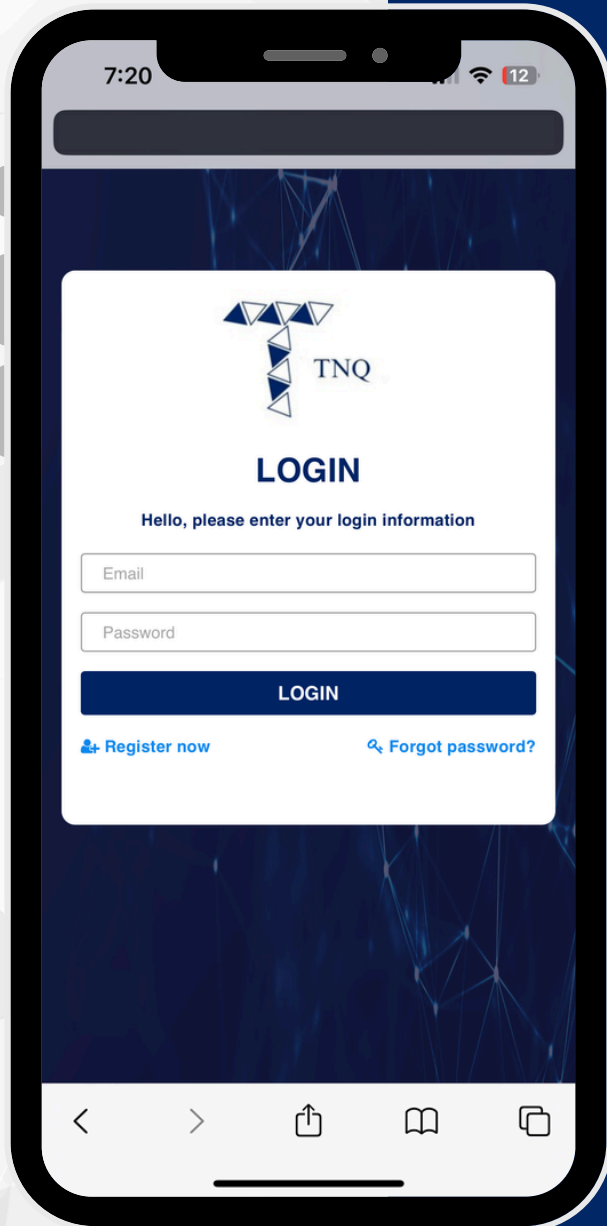 7:20
12
TNQ
LOGIN
Hello, please enter your login information
Email
Password
LOGIN
Register now
Forgot password?